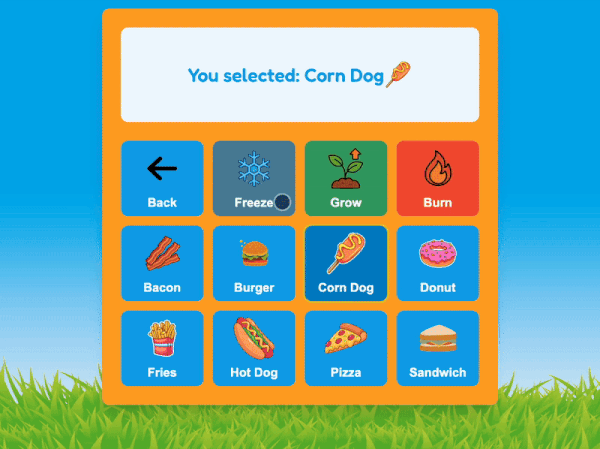 You selected: Corn Dog
Back
Freeze
Grow
Burn
Bacon
Burger
Corn Dog
Donut
Fries
Hot Dog
Pizza
Sandwich